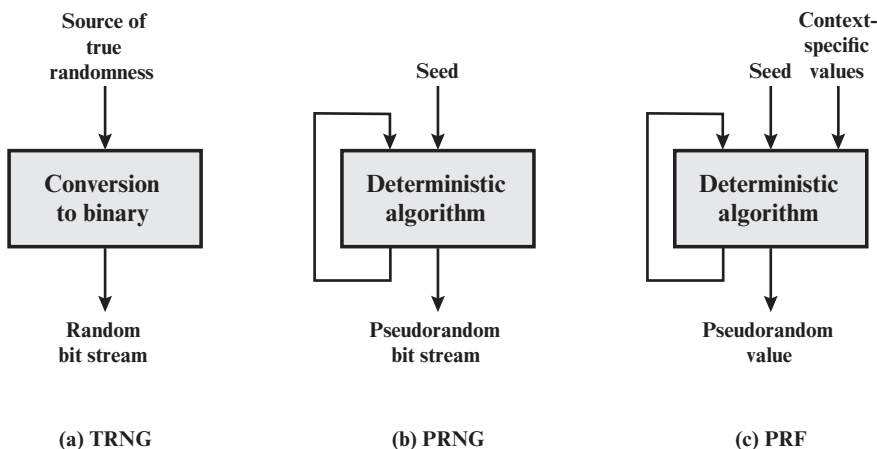 Source of
true
randomness
Conversion
to binary
Random
bit stream
(a) TRNG
Seed
Deterministic
algorithm
Pseudorandom
bit stream
(b) PRNG
Context-
specific
values
Seed
Deterministic
algorithm
Pseudorandom
value
(c) PRF